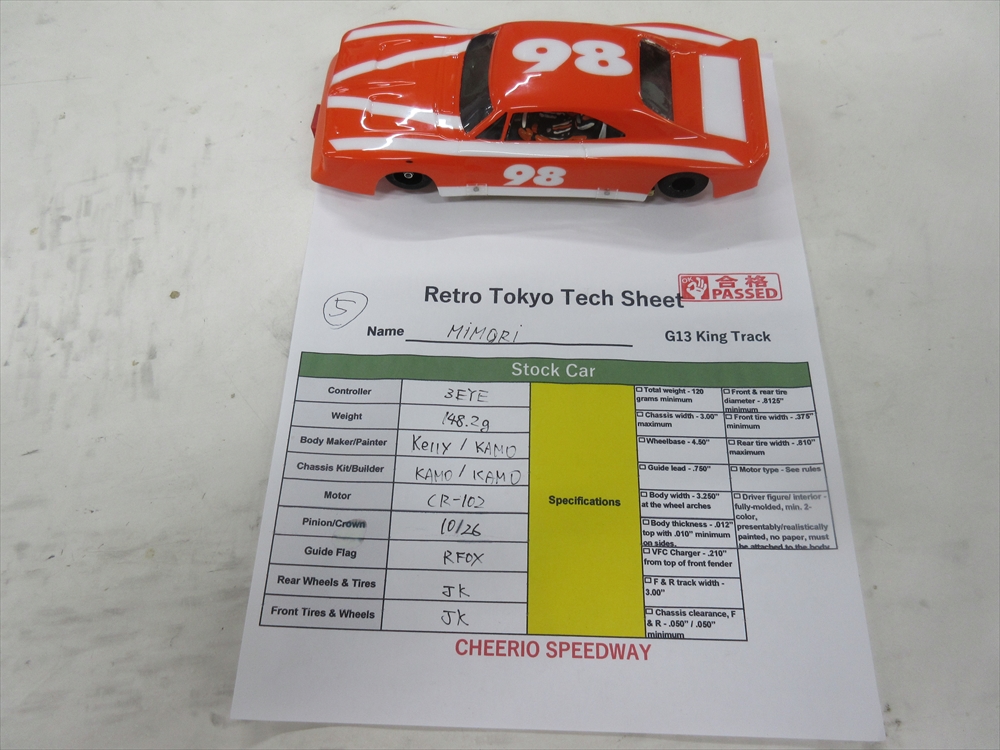 98
98
OK 合格
PASSED
Retro Tokyo Tech Sheet
5
Name MIMORI
G13 King Track
Stock Car
Controller 3EYE
Weight 148.2g
Body Maker/Painter Kelly / KAMO
Chassis Kit/Builder KAMO / KAMO
Motor CR-102
Pinion/Crown 10/26
Guide Flag RFOX
Rear Wheels & Tires JK
Front Tires & Wheels JK
Specifications
Total weight - 120
grams minimum
Chassis width - 3.00"
maximum
Wheelbase - 4.50"
Guide lead - .750"
Body width - 3.250"
at the wheel arches
Body thickness - .012"
top with .010" minimum
on sides.
VFC Charger - .210"
from top of front fender
F & R track width -
3.00"
Chassis clearance, F
& R - .050" / .050"
minimum
Front & rear tire
diameter - .8125"
minimum
Front tire width - .375"
minimum
Rear tire width - .810"
maximum
Motor type - See rules
Driver figure/ interior -
fully-molded, min. 2-
color,
presentably/realistically
painted, no paper, must
be attached to the body
CHEERIO SPEEDWAY